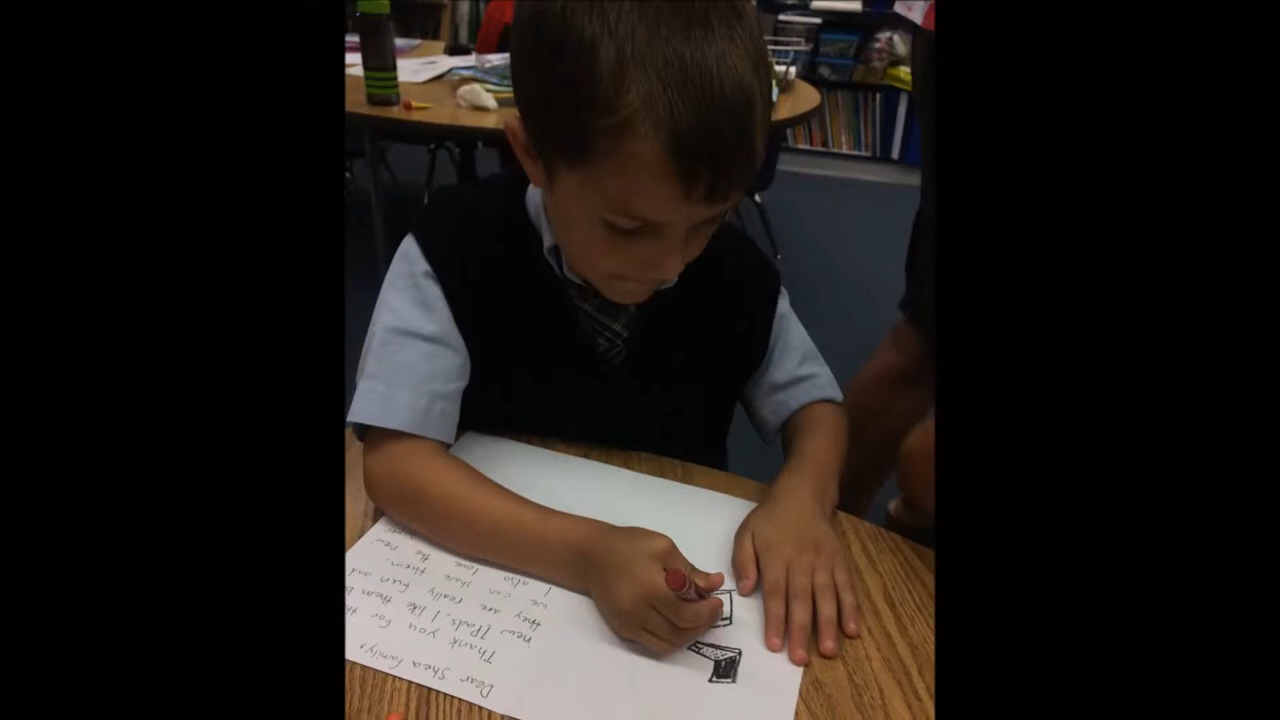 Dear Shea Family,
Thank you for th
new IPads. I like them b
they are really fun and
we can share them.
I also love the new